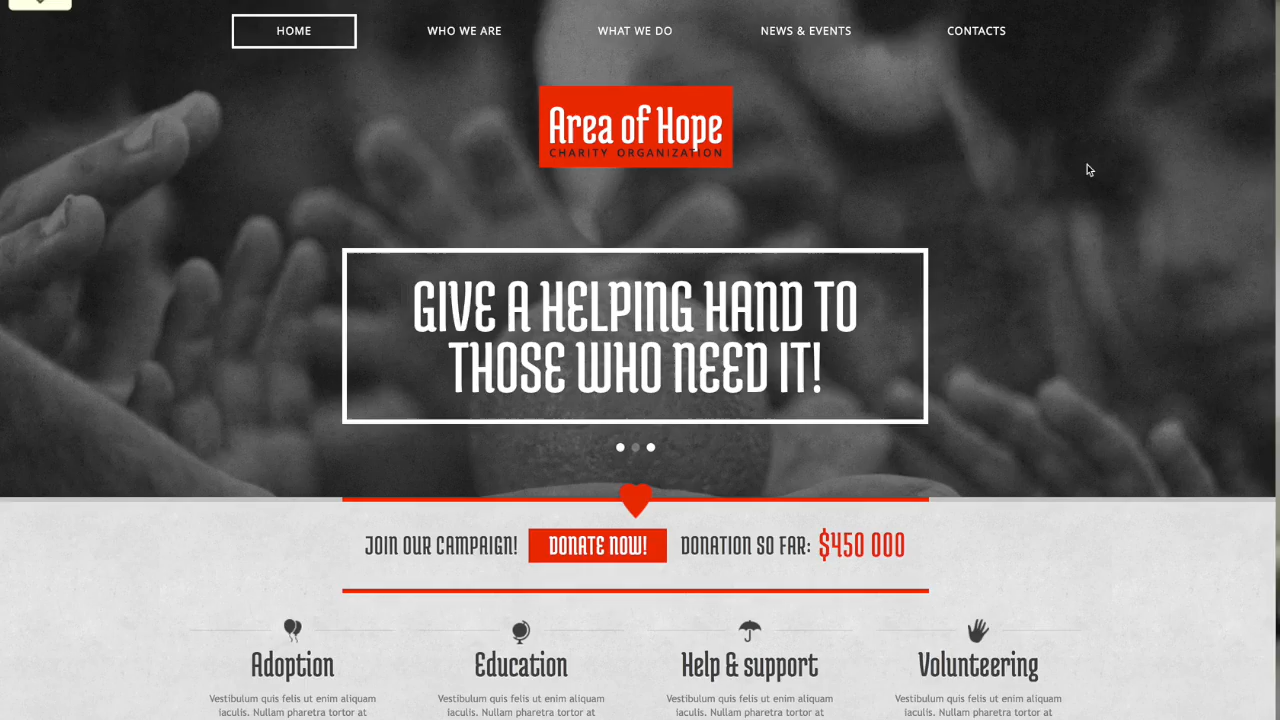 HOME WHO WE ARE WHAT WE DO NEWS & EVENTS CONTACTS
Area of Hope
CHARITY ORGANIZATION
GIVE A HELPING HAND TO
THOSE WHO NEED IT!
JOIN OUR CAMPAIGN! DONATE NOW! DONATION SO FAR: $450 000
Adoption
Vestibulum quis felis ut enim aliquam
iaculis. Nullam pharetra tortor at
Education
Vestibulum quis felis ut enim aliquam
iaculis. Nullam pharetra tortor at
Help & support
Vestibulum quis felis ut enim aliquam
iaculis. Nullam pharetra tortor at
Volunteering
Vestibulum quis felis ut enim aliquam
iaculis. Nullam pharetra tortor at